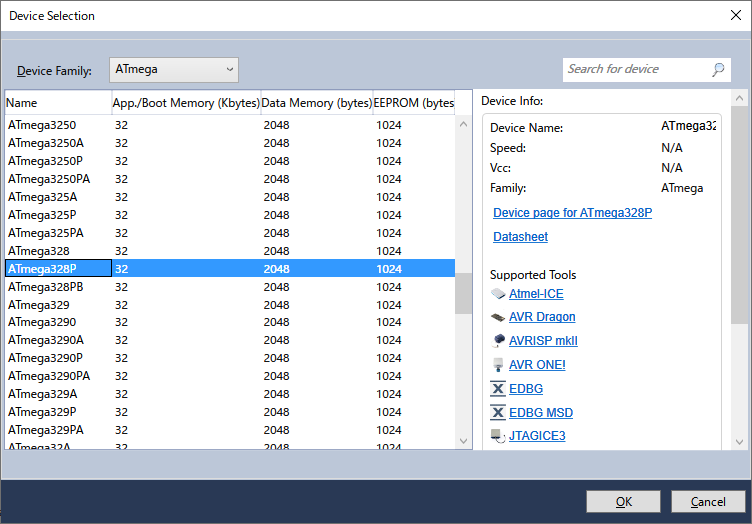 Device Selection
Device Family: ATmega Search for device
Name App./Boot Memory (Kbytes) Data Memory (bytes) EEPROM (bytes
ATmega3250 32 2048 1024
ATmega3250A 32 2048 1024
ATmega3250P 32 2048 1024
ATmega3250PA 32 2048 1024
ATmega325A 32 2048 1024
ATmega325P 32 2048 1024
ATmega325PA 32 2048 1024
ATmega328 32 2048 1024
ATmega328P 32 2048 1024
ATmega328PB 32 2048 1024
ATmega329 32 2048 1024
ATmega3290 32 2048 1024
ATmega3290A 32 2048 1024
ATmega3290P 32 2048 1024
ATmega3290PA 32 2048 1024
ATmega329A 32 2048 1024
ATmega329P 32 2048 1024
ATmega329PA 32 2048 1024
ATmega32A 32 2048 1024
Device Info:
Device Name: ATmega32
Speed: N/A
Vcc: N/A
Family: ATmega
Device page for ATmega328P
Datasheet
Supported Tools
Atmel-ICE
AVR Dragon
AVRISP mkII
AVR ONE!
EDBG
EDBG MSD
JTAGICE3
OK Cancel